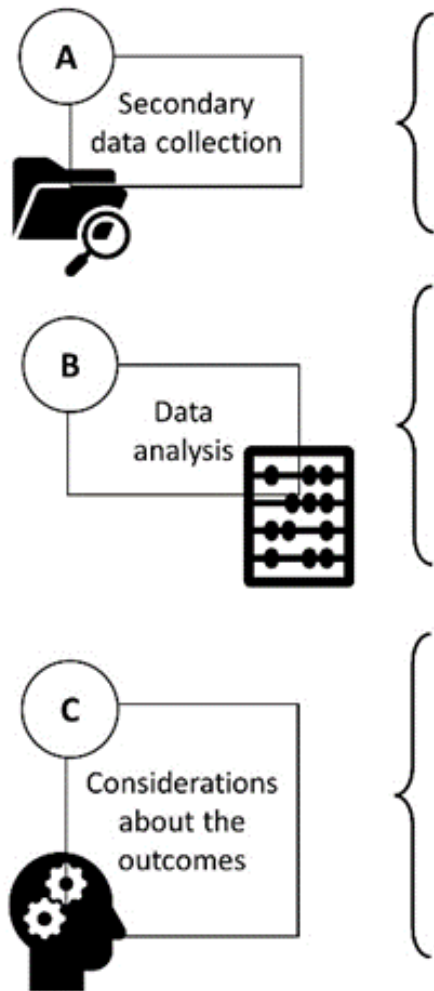 A
Secondary
data collection
B
Data
analysis
C
Considerations
about the
outcomes